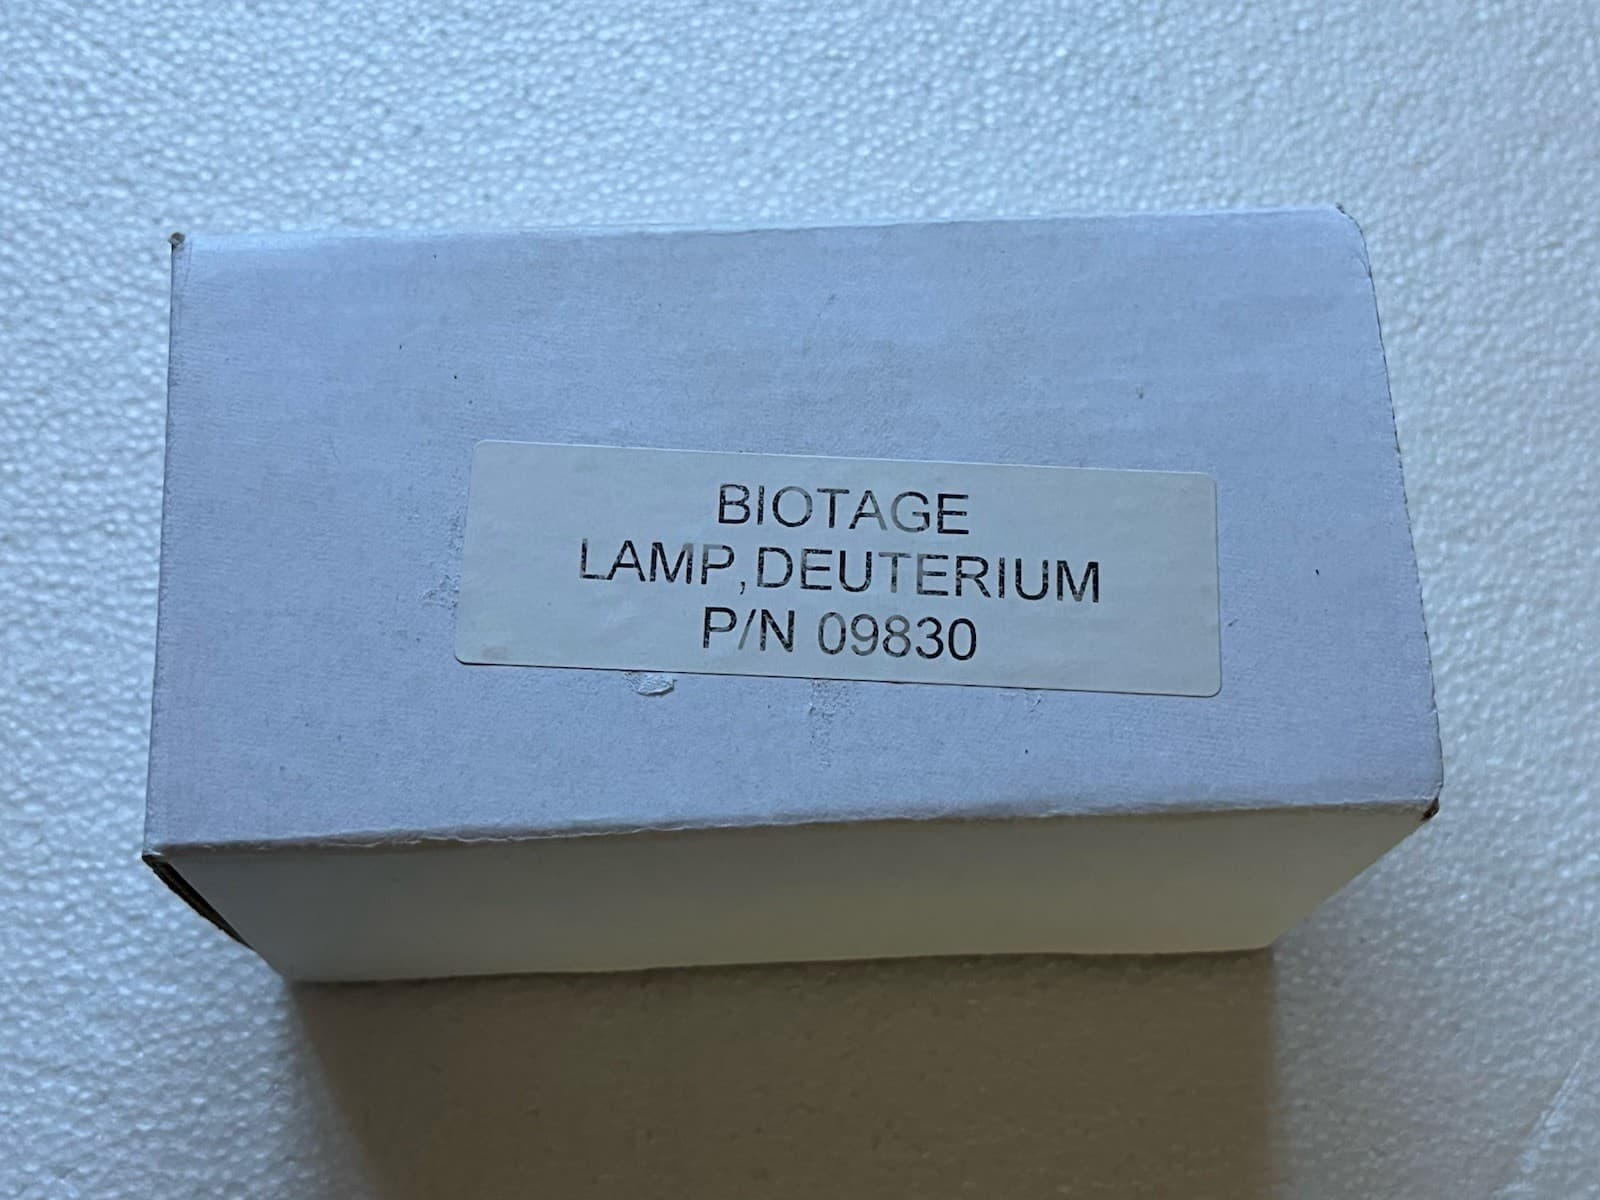 BIOTAGE
LAMP,DEUTERIUM
P/N 09830